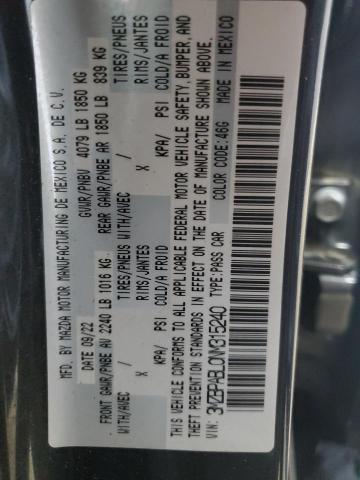 MFD. BY MAZDA MOTOR MANUFACTURING DE MEXICO S.A. DE C.V.
DATE 09/22 GVWR/PNBV 4079 LB 1850 KG
FRONT GAWR/PNBE AV 2240 LB 1016 KG REAR GAWR/PNBE AR 1850 LB 839 KG
WITH/AVEC / TIRES/PNEUS WITH/AVEC / TIRES/PNEUS
X RIMS/JANTES X RIMS/JANTES
KPA/ PSI COLD/A FROID KPA/ PSI COLD/A FROID
THIS VEHICLE CONFORMS TO ALL APPLICABLE FEDERAL MOTOR VEHICLE SAFETY, BUMPER, AND
THEFT PREVENTION STANDARDS IN EFFECT ON THE DATE OF MANUFACTURE SHOWN ABOVE.
COLOR CODE:46G MADE IN MEXICO
VIN: 3MZBPABL0NM315240 TYPE:PASS CAR